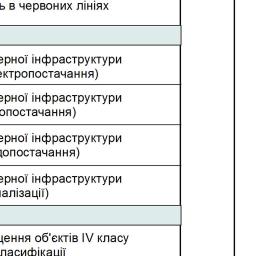 ь в червоних лініях
ерної інфраструктури
ектропостачання)
ерної інфраструктури
опостачання)
ерної інфраструктури
допостачання)
ерної інфраструктури
алізації)
щення об'єктів IV класу
ласифікації